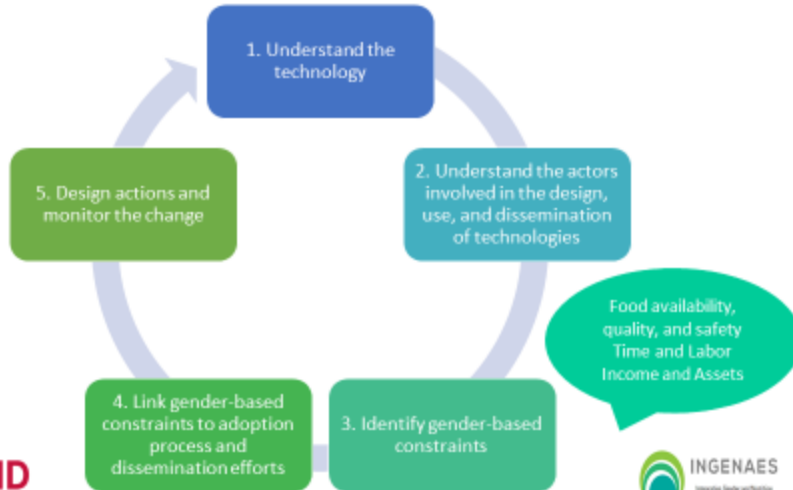 1. Understand the
technology
2. Understand the actors
involved in the design,
use, and dissemination
of technologies
3. Identify gender-based
constraints
4. Link gender-based
constraints to adoption
process and
dissemination efforts
5. Design actions and
monitor the change
Food availability,
quality, and safety
Time and Labor
Income and Assets
ID
INGENAES